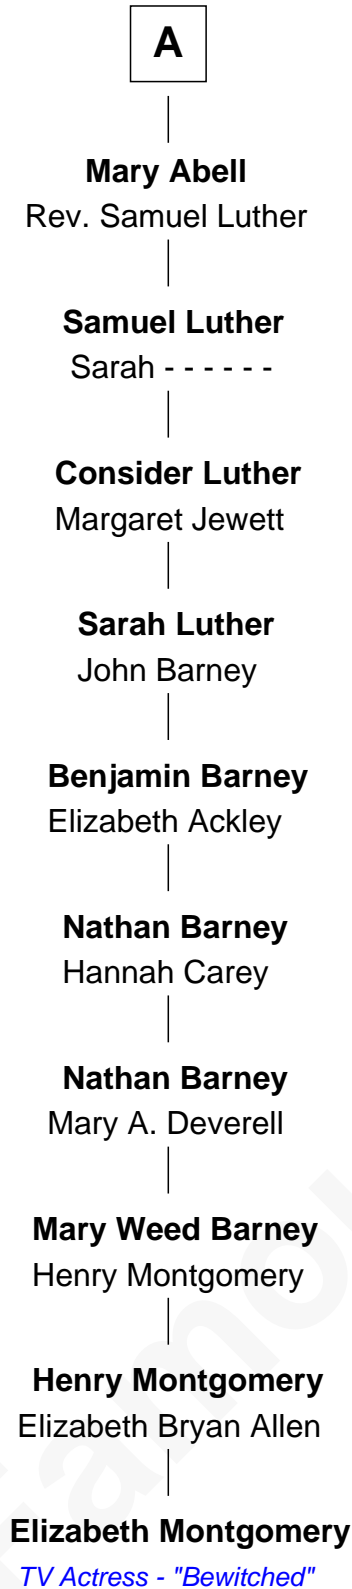 A
Mary Abell
Rev. Samuel Luther
Samuel Luther
Sarah - - - - - -
Consider Luther
Margaret Jewett
Sarah Luther
John Barney
Benjamin Barney
Elizabeth Ackley
Nathan Barney
Hannah Carey
Nathan Barney
Mary A. Deverell
Mary Weed Barney
Henry Montgomery
Henry Montgomery
Elizabeth Bryan Allen
Elizabeth Montgomery
TV Actress - "Bewitched"